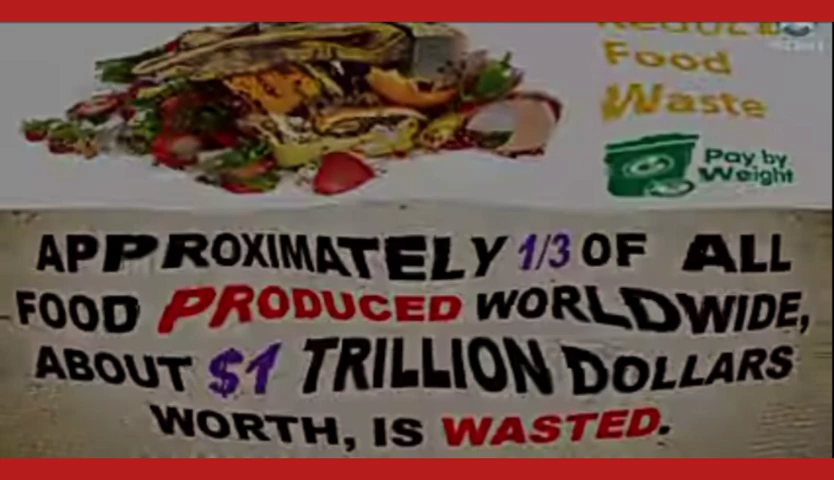 Reduce
Food
Waste
Pay by
Weight
APPROXIMATELY 1/3 OF ALL
FOOD PRODUCED WORLDWIDE,
ABOUT $1 TRILLION DOLLARS
WORTH, IS WASTED.